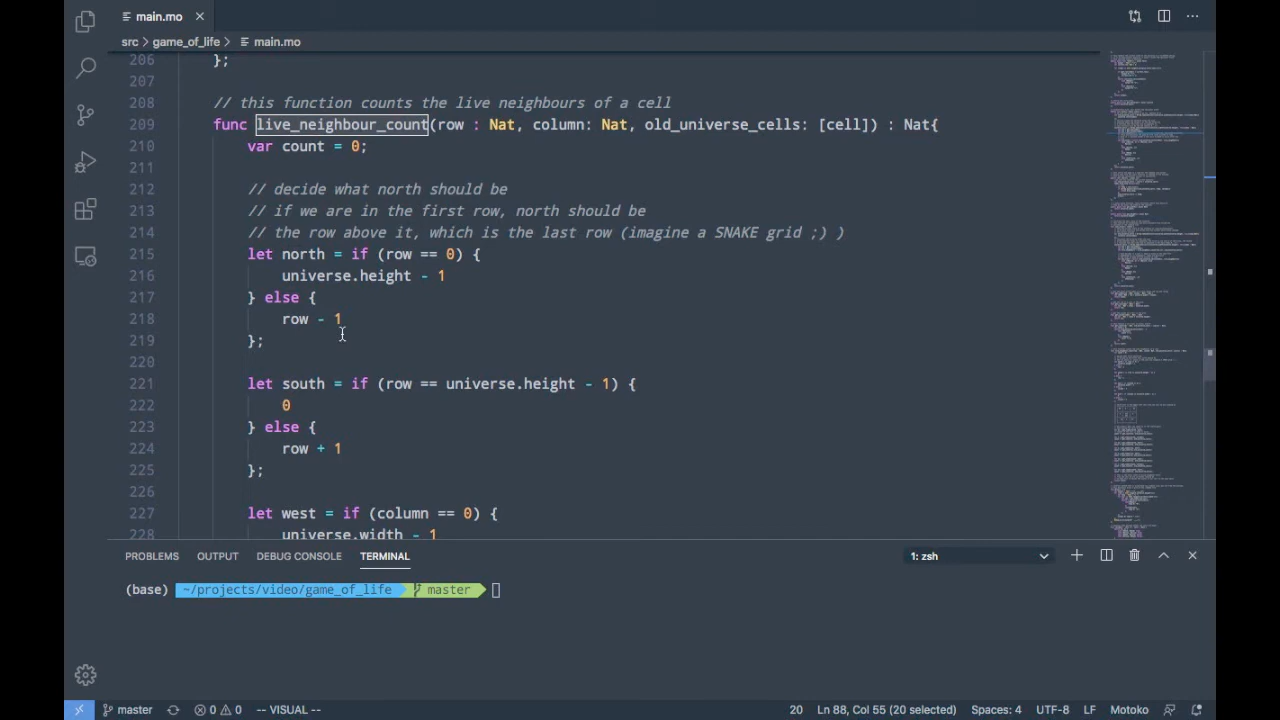 main.mo
src > game_of_life > main.mo
206 };
207
208 // this function counts the live neighbours of a cell
209 func live_neighbour_count(row : Nat, column: Nat, old_universe_cells: [cell]) : Nat{
210 var count = 0;
211
212 // decide what north should be
213 // if we are in the first row, north should be
214 // the row above it, which is the last row (imagine a SNAKE grid ;) )
215 let north = if (row == 0) {
216 universe.height - 1
217 } else {
218 row - 1
219 };
220
221 let south = if (row == universe.height - 1) {
222 0
223 } else {
224 row + 1
225 };
226
227 let west = if (column == 0) {
228 universe.width - 1
PROBLEMS OUTPUT DEBUG CONSOLE TERMINAL 1: zsh
(base) ~/projects/video/game_of_life master
master 0 0 -- VISUAL -- 20 Ln 88, Col 55 (20 selected) Spaces: 4 UTF-8 LF Motoko